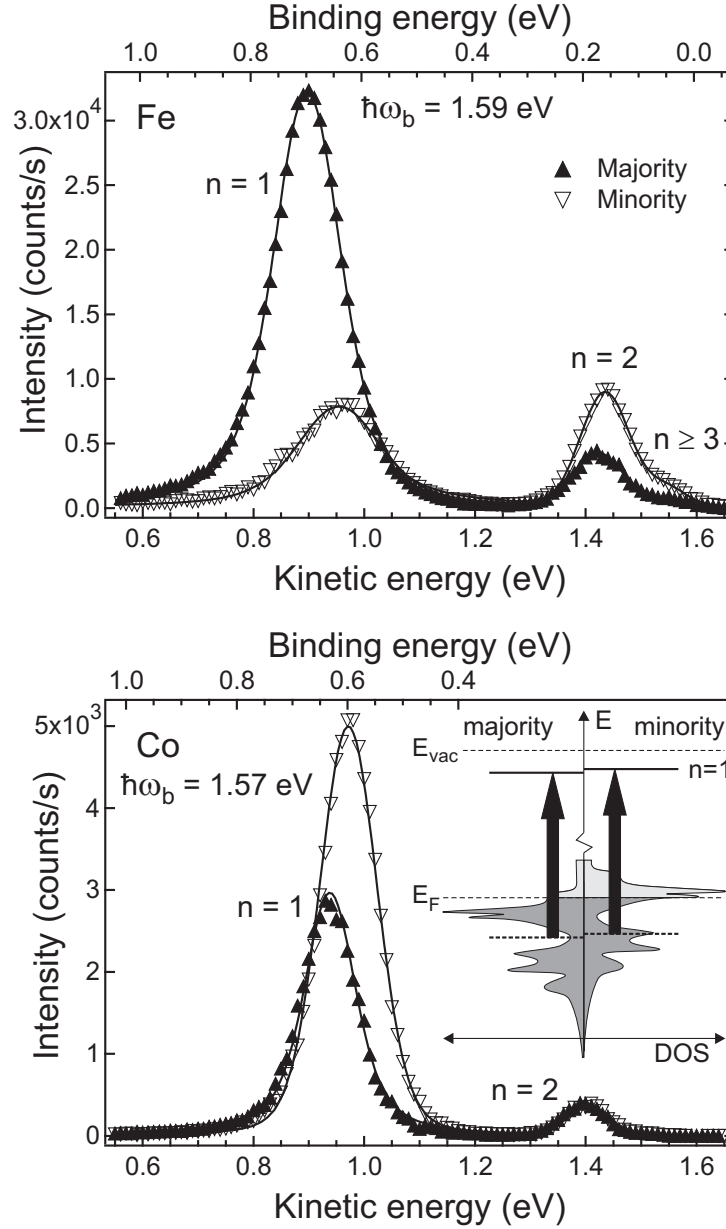 Binding energy (eV)
1.0 0.8 0.6 0.4 0.2 0.0
Fe
ħω_b = 1.59 eV
3.0x10⁴
n = 1
▲ Majority
▽ Minority
2.5
2.0
1.5
1.0
0.5
0.0
Intensity (counts/s)
n = 2
n ≥ 3
0.6 0.8 1.0 1.2 1.4 1.6
Kinetic energy (eV)
Binding energy (eV)
1.0 0.8 0.6 0.4
5x10³
Co
ħω_b = 1.57 eV
4
3
2
1
0
Intensity (counts/s)
n = 1
n = 2
majority E minority
E_vac
n=1
E_F
DOS
0.6 0.8 1.0 1.2 1.4 1.6
Kinetic energy (eV)